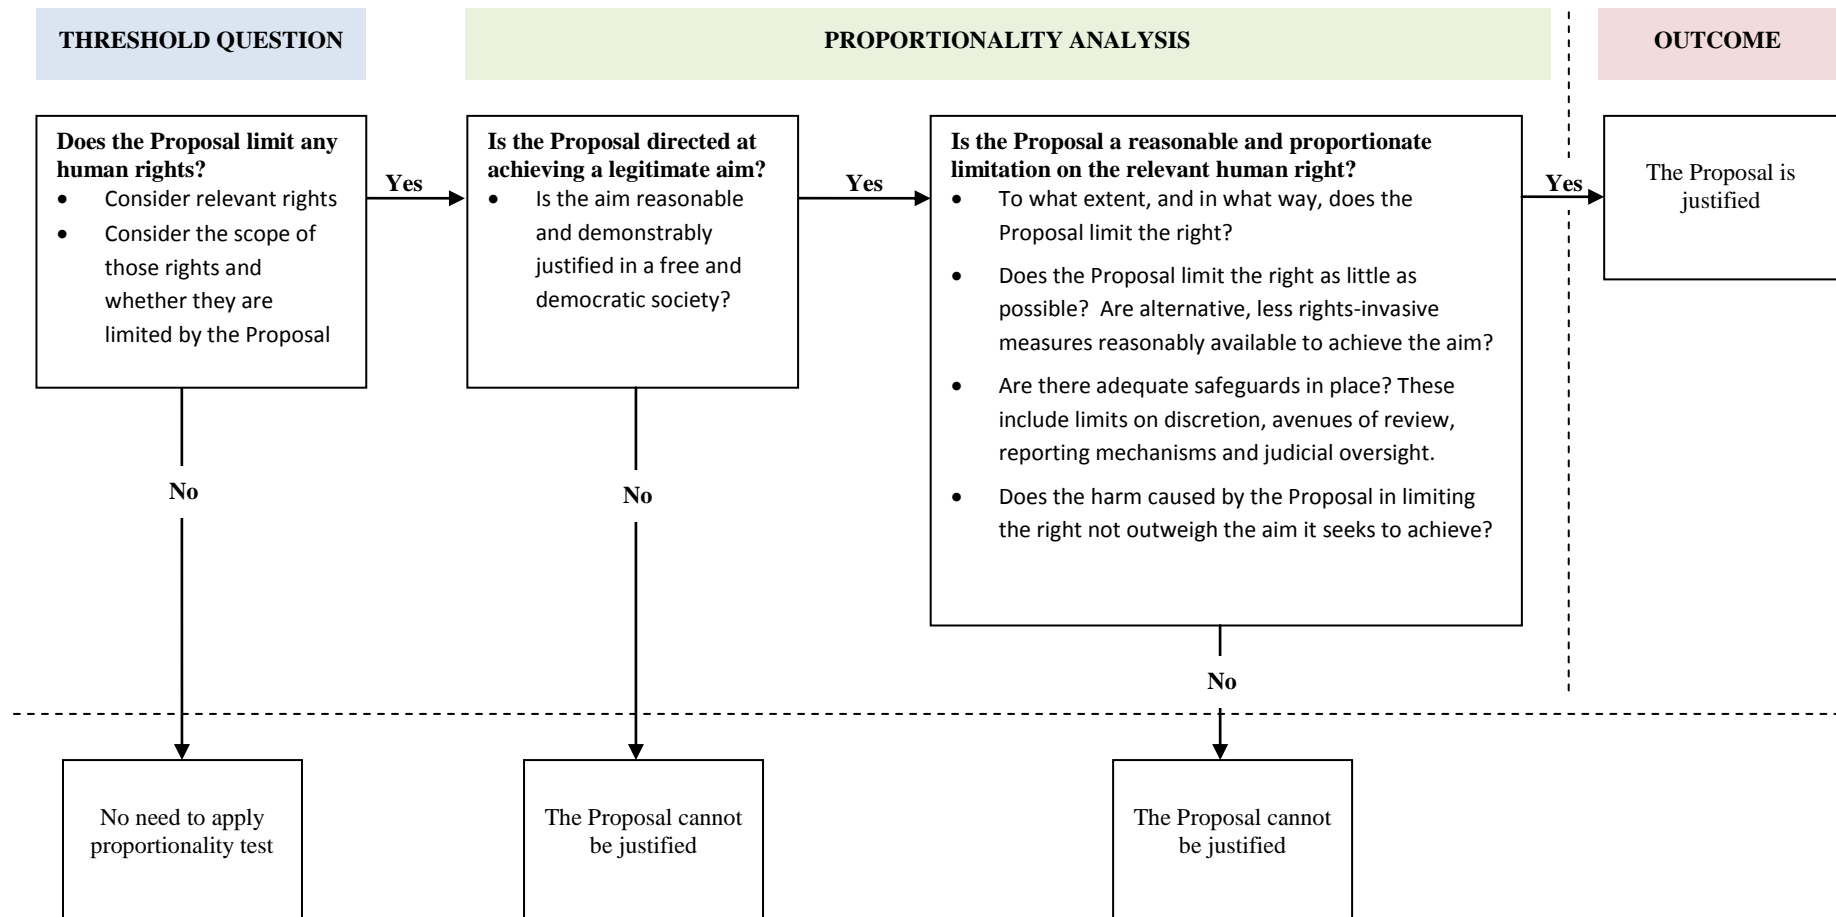 THRESHOLD QUESTION
PROPORTIONALITY ANALYSIS
OUTCOME
Does the Proposal limit any
human rights?
• Consider relevant rights
• Consider the scope of
those rights and
whether they are
limited by the Proposal
Yes
Is the Proposal directed at
achieving a legitimate aim?
• Is the aim reasonable
and demonstrably
justified in a free and
democratic society?
Yes
Is the Proposal a reasonable and proportionate
limitation on the relevant human right?
• To what extent, and in what way, does the
Proposal limit the right?
• Does the Proposal limit the right as little as
possible?  Are alternative, less rights-invasive
measures reasonably available to achieve the aim?
• Are there adequate safeguards in place? These
include limits on discretion, avenues of review,
reporting mechanisms and judicial oversight.
• Does the harm caused by the Proposal in limiting
the right not outweigh the aim it seeks to achieve?
Yes
The Proposal is
justified
No
No
No
No need to apply
proportionality test
The Proposal cannot
be justified
The Proposal cannot
be justified